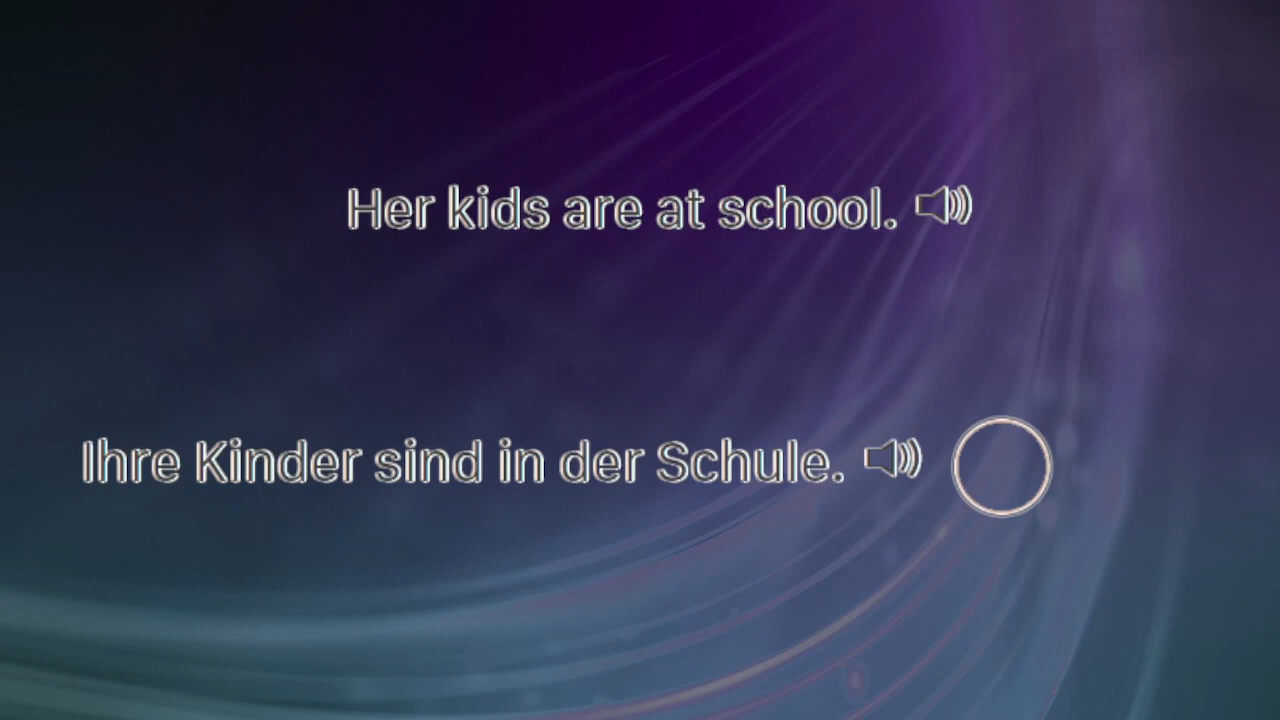 Her kids are at school.
Ihre Kinder sind in der Schule.